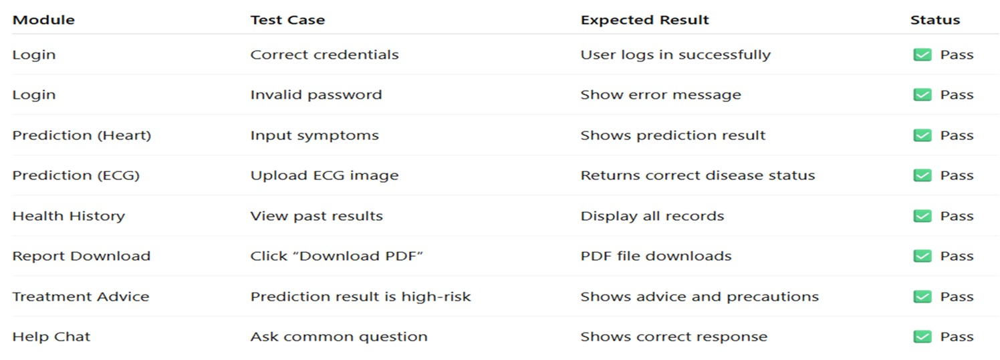 Module Test Case Expected Result Status
Login Correct credentials User logs in successfully ✅ Pass
Login Invalid password Show error message ✅ Pass
Prediction (Heart) Input symptoms Shows prediction result ✅ Pass
Prediction (ECG) Upload ECG image Returns correct disease status ✅ Pass
Health History View past results Display all records ✅ Pass
Report Download Click “Download PDF” PDF file downloads ✅ Pass
Treatment Advice Prediction result is high-risk Shows advice and precautions ✅ Pass
Help Chat Ask common question Shows correct response ✅ Pass